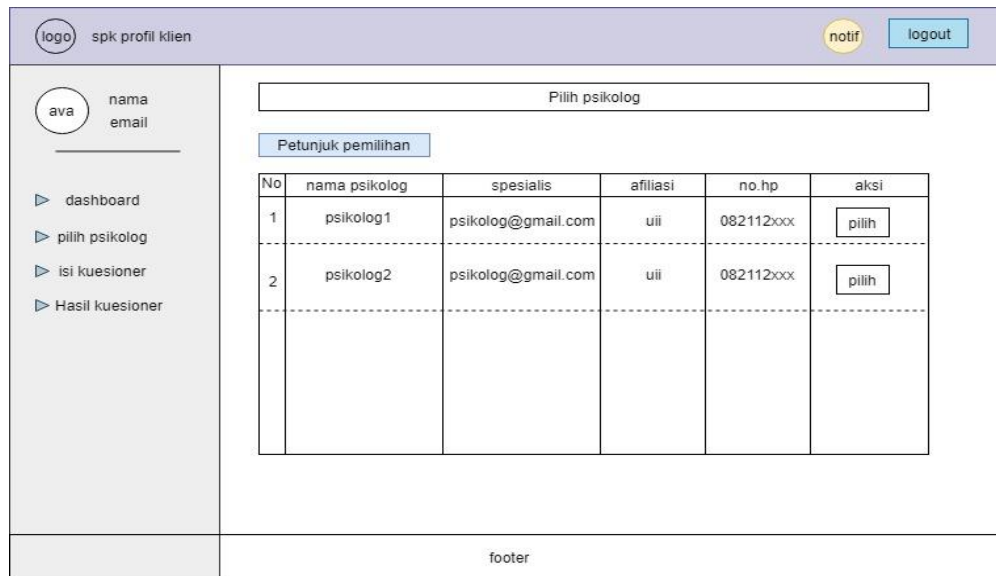 logo spk profil klien notif logout
ava nama
email
Pilih psikolog
Petunjuk pemilihan
dashboard
pilih psikolog
isi kuesioner
Hasil kuesioner
No nama psikolog spesialis afiliasi no.hp aksi
1 psikolog1 psikolog@gmail.com uii 082112xxx pilih
2 psikolog2 psikolog@gmail.com uii 082112xxx pilih
footer